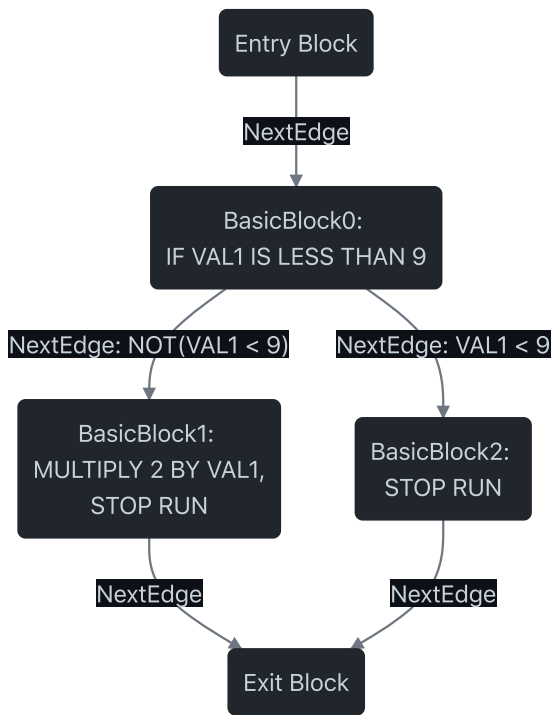 Entry Block
NextEdge
BasicBlock0:
IF VAL1 IS LESS THAN 9
NextEdge: NOT(VAL1 < 9)
NextEdge: VAL1 < 9
BasicBlock1:
MULTIPLY 2 BY VAL1,
STOP RUN
BasicBlock2:
STOP RUN
NextEdge
NextEdge
Exit Block